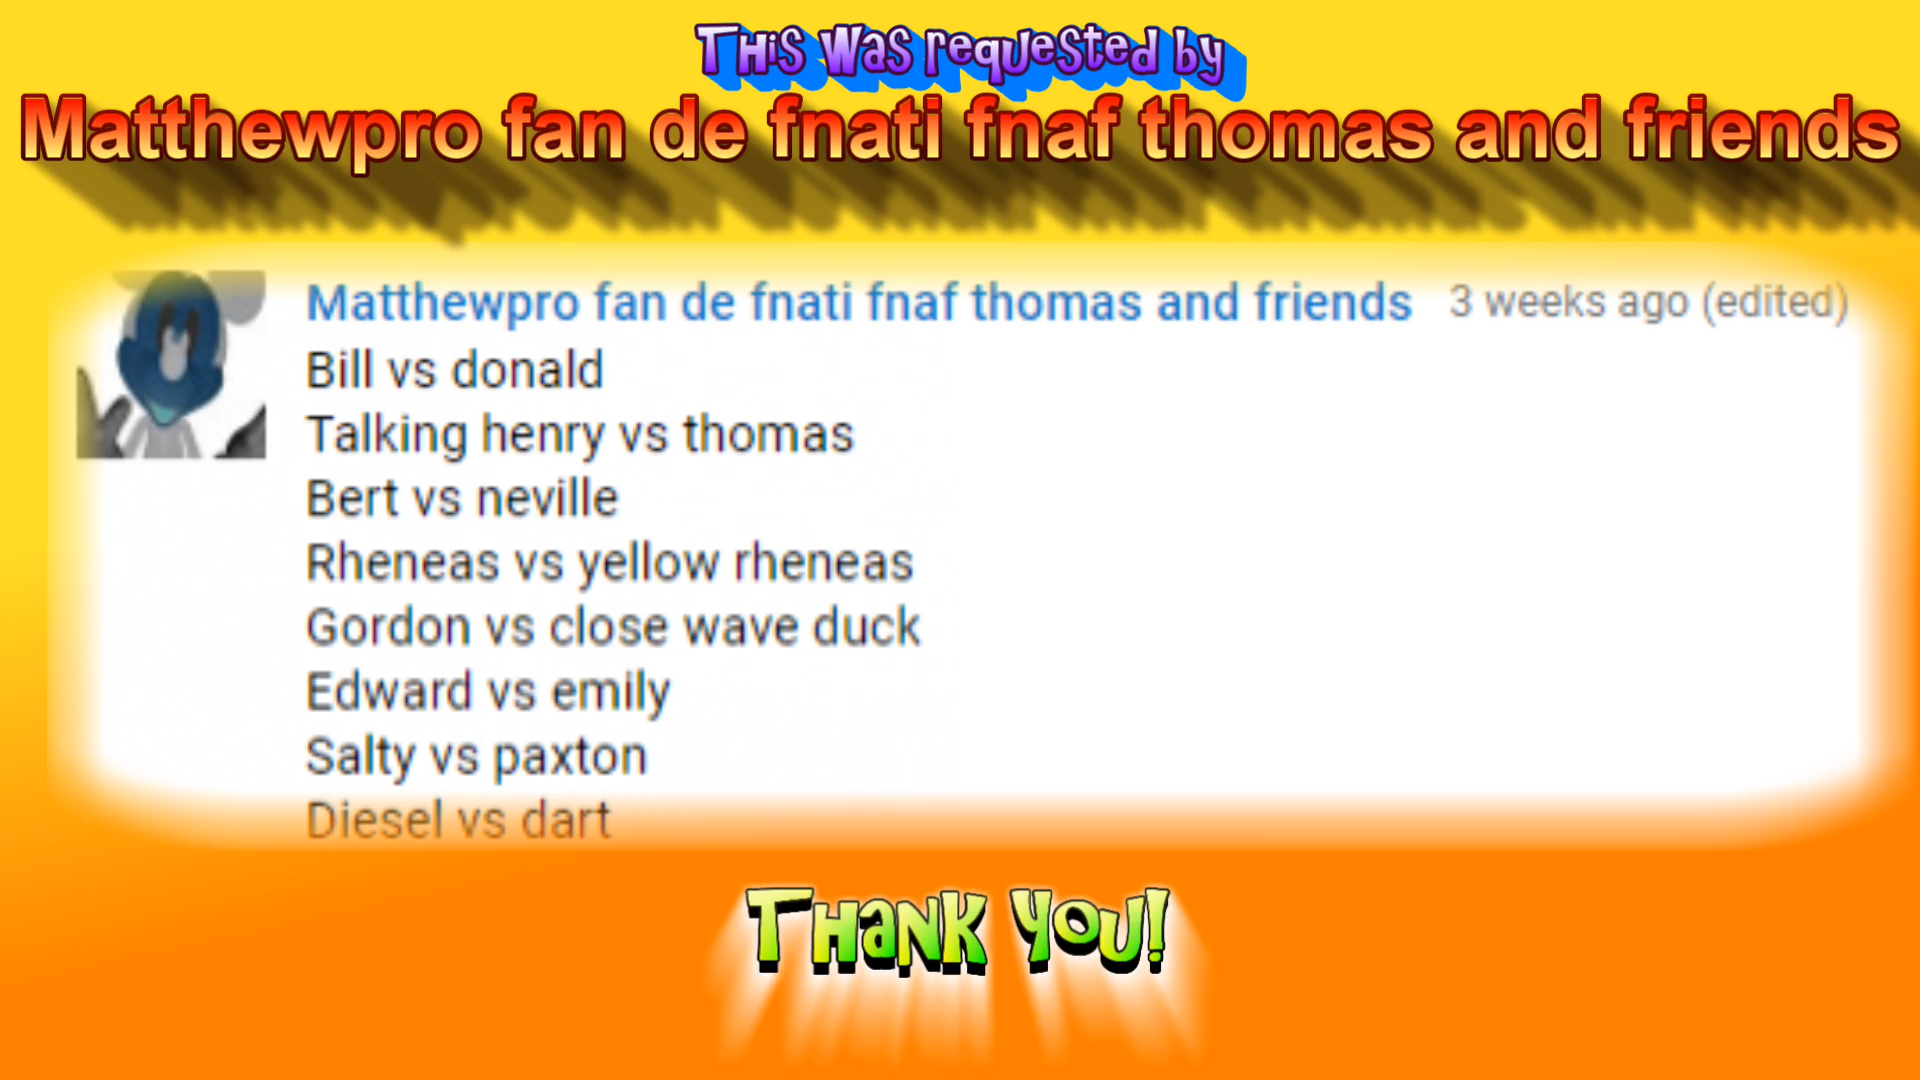 This was requested by
Matthewpro fan de fnati fnaf thomas and friends
Matthewpro fan de fnati fnaf thomas and friends 3 weeks ago (edited)
Bill vs donald
Talking henry vs thomas
Bert vs neville
Rheneas vs yellow rheneas
Gordon vs close wave duck
Edward vs emily
Salty vs paxton
Diesel vs dart
Thank you!